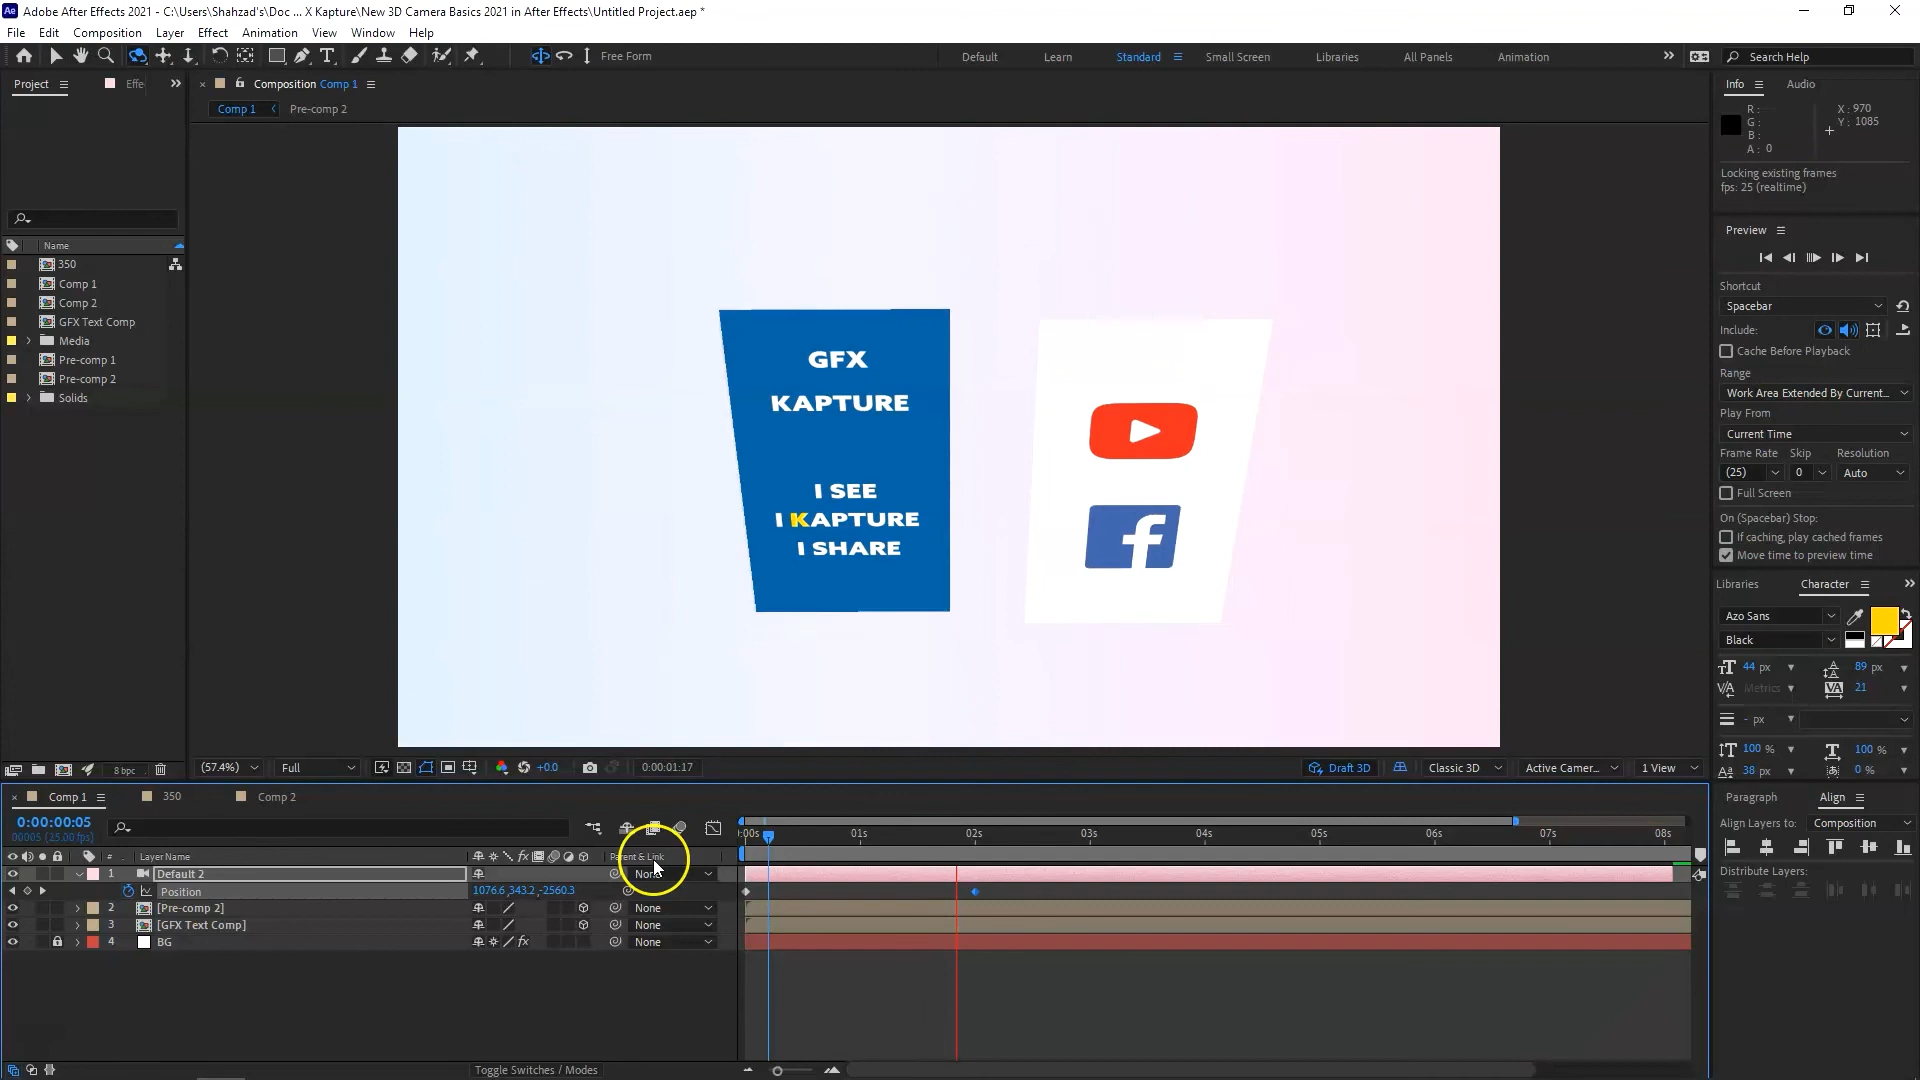 Adobe After Effects 2021 - C:\Users\Shahzad's\Doc ... X Kapture\New 3D Camera Basics 2021 in After Effects\Untitled Project.aep *
File Edit Composition Layer Effect Animation View Window Help
Free Form Default Learn Standard Small Screen Libraries All Panels Animation Search Help
Project Effe Composition Comp 1 Info Audio
Comp 1 Pre-comp 2
R :
G :
B :
A : 0
X : 970
Y : 1085
Locking existing frames
fps: 25 (realtime)
Name
350
Comp 1
Comp 2
GFX Text Comp
Media
Pre-comp 1
Pre-comp 2
Solids
GFX
KAPTURE
I SEE
I KAPTURE
I SHARE
Preview
Shortcut
Spacebar
Include:
Cache Before Playback
Range
Work Area Extended By Current...
Play From
Current Time
Frame Rate Skip Resolution
(25) 0 Auto
Full Screen
On (Spacebar) Stop:
If caching, play cached frames
Move time to preview time
Libraries Character
Azo Sans
Black
44 px 89 px
Metrics 21
- px
100 % 100 %
38 px 0 %
8 bpc (57.4%) Full +0.0 0:00:01:17 Draft 3D Classic 3D Active Camer... 1 View
Comp 1 350 Comp 2
Paragraph Align
Align Layers to: Composition
Distribute Layers:
0:00:00:05
00005 (25.00 fps)
:00s 01s 02s 03s 04s 05s 06s 07s 08s
# Layer Name Parent & Link
1 Default 2 None
Position 1076.6,343.2,-2560.3
2 [Pre-comp 2] None
3 [GFX Text Comp] None
4 BG None
Toggle Switches / Modes